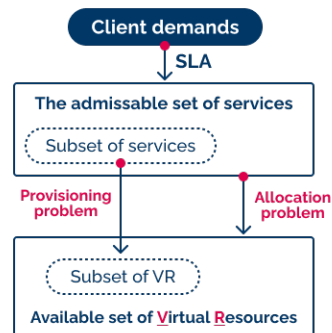 Client demands
SLA
The admissable set of services
Subset of services
Provisioning
problem
Allocation
problem
Subset of VR
Available set of Virtual Resources